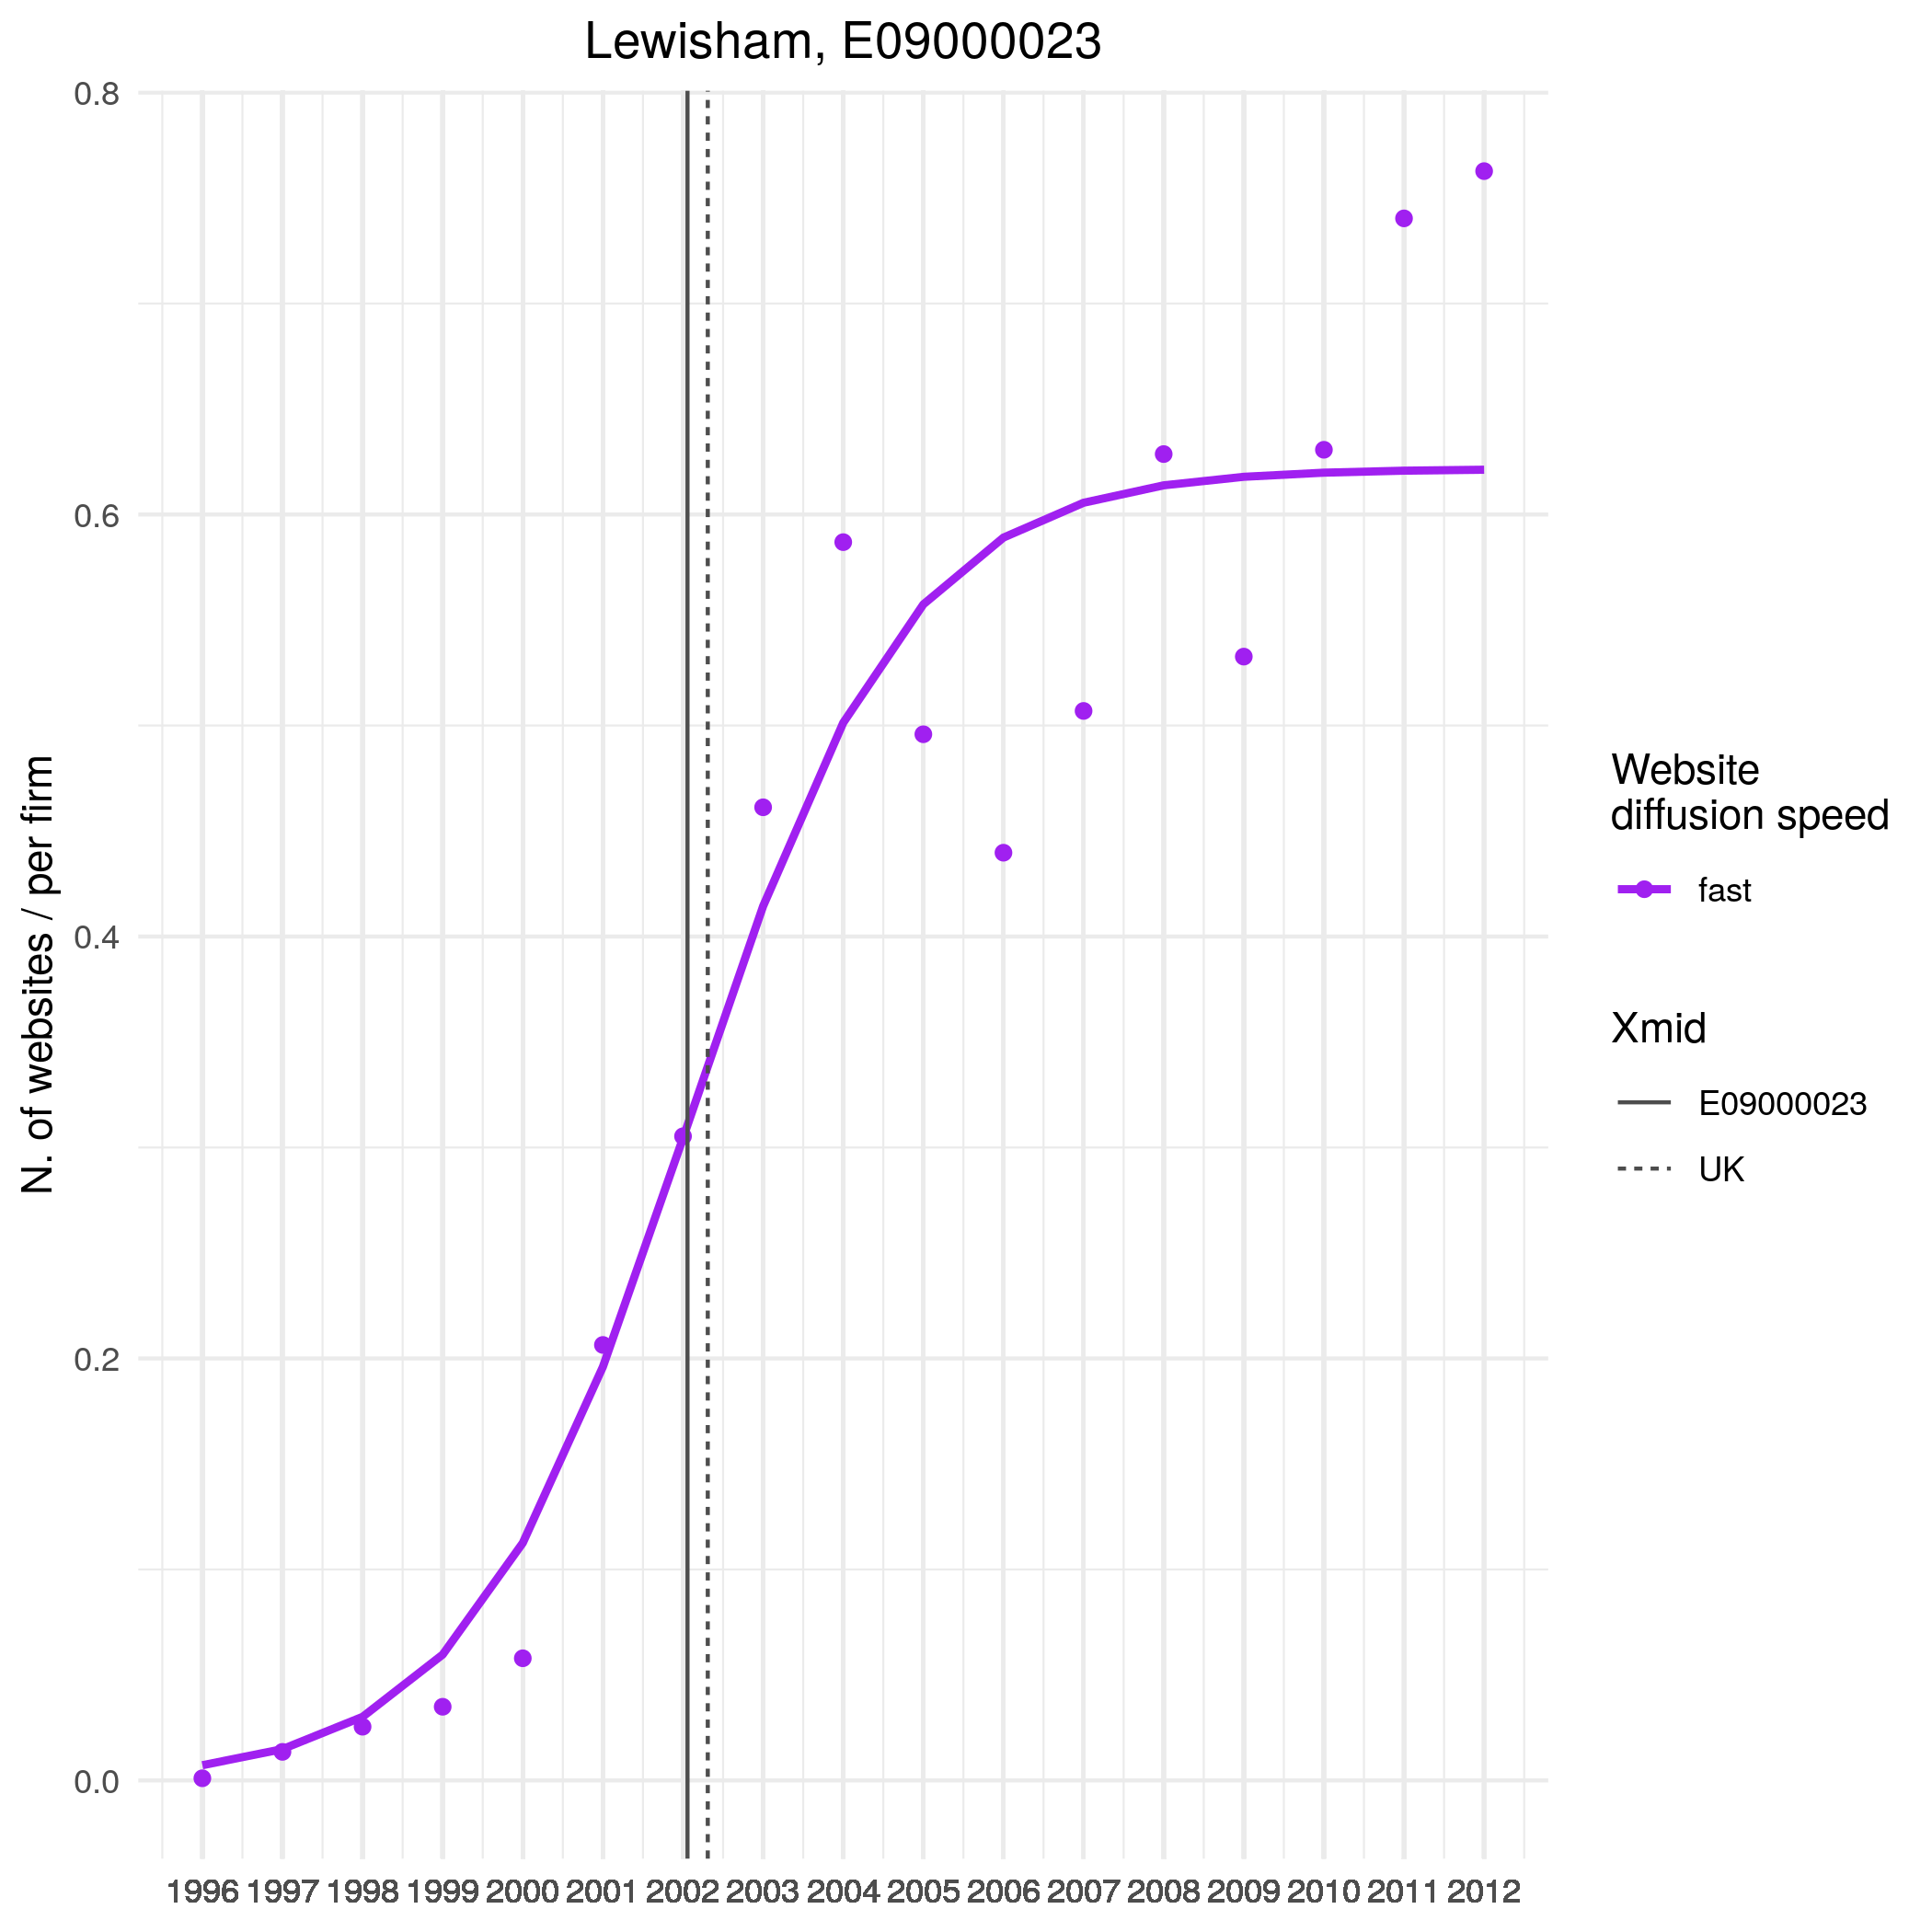 Lewisham, E09000023
0.8
0.6
0.4
0.2
0.0
N. of websites / per firm
1996 1997 1998 1999 2000 2001 2002 2003 2004 2005 2006 2007 2008 2009 2010 2011 2012
Website
diffusion speed
fast
Xmid
E09000023
UK